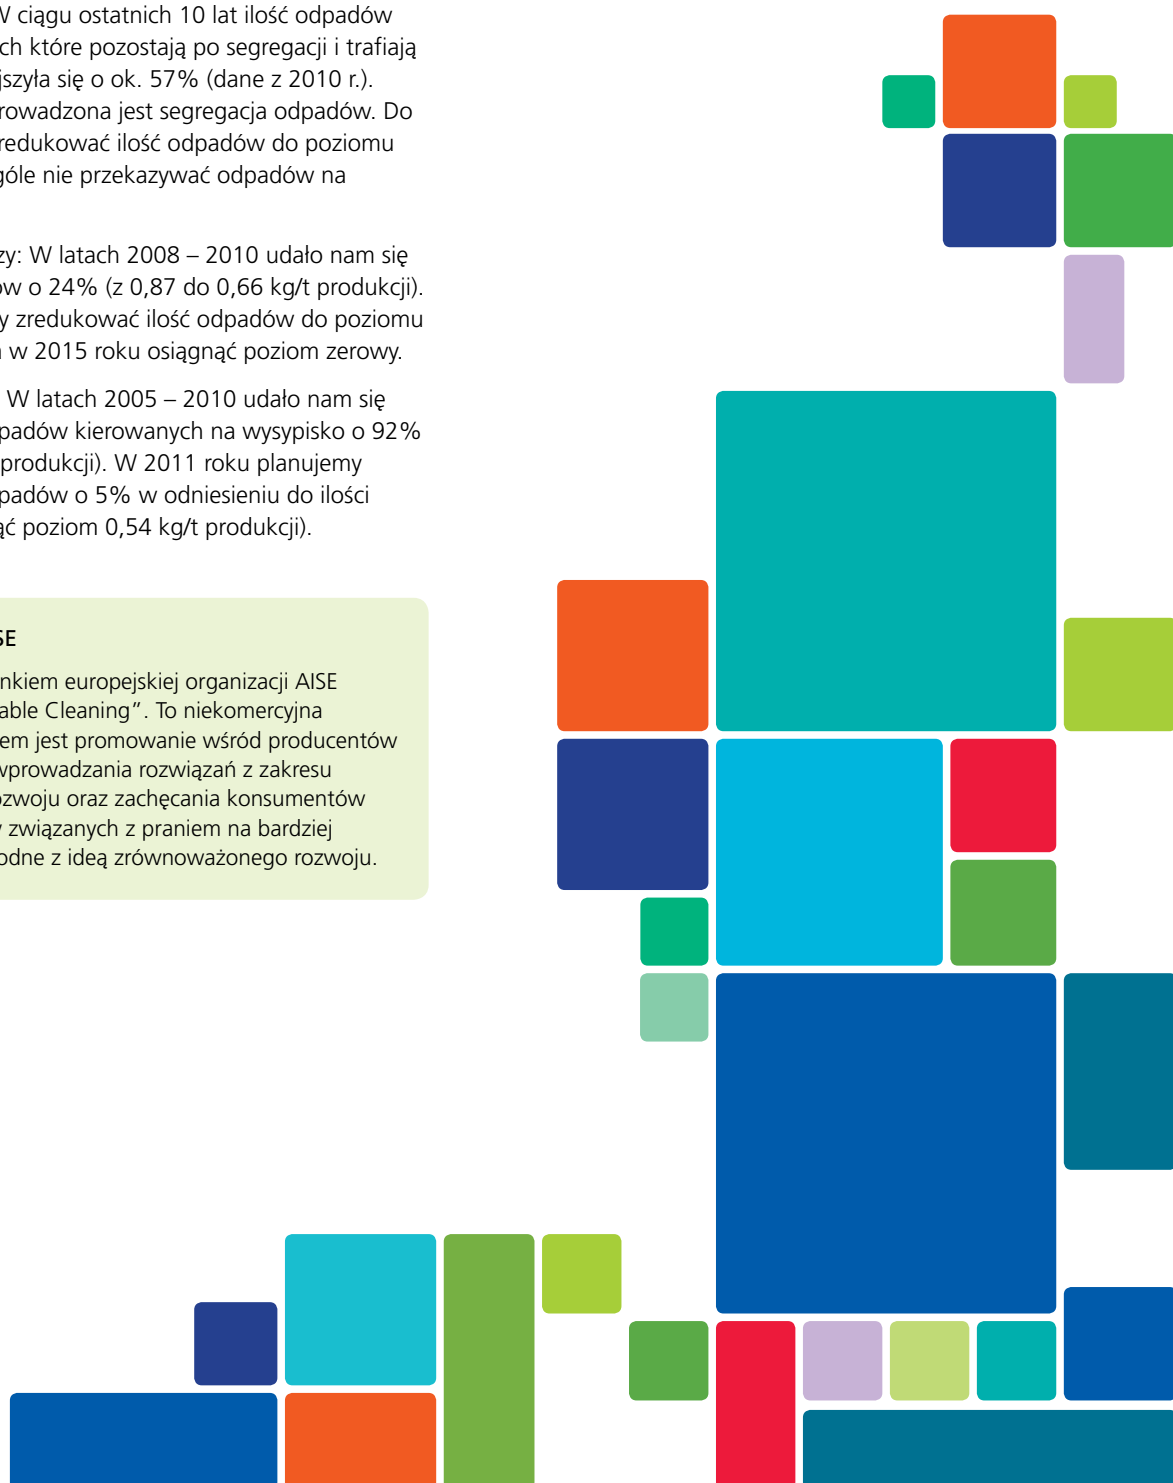 W ciągu ostatnich 10 lat ilość odpadów
ch które pozostają po segregacji i trafiają
jszyła się o ok. 57% (dane z 2010 r.).
rowadzona jest segregacja odpadów. Do
redukować ilość odpadów do poziomu
góle nie przekazywać odpadów na
zy: W latach 2008 – 2010 udało nam się
ów o 24% (z 0,87 do 0,66 kg/t produkcji).
y zredukować ilość odpadów do poziomu
a w 2015 roku osiągnąć poziom zerowy.
W latach 2005 – 2010 udało nam się
padów kierowanych na wysypisko o 92%
produkcji). W 2011 roku planujemy
padów o 5% w odniesieniu do ilości
ąć poziom 0,54 kg/t produkcji).
SE
nkiem europejskiej organizacji AISE
able Cleaning”. To niekomercyjna
em jest promowanie wśród producentów
wprowadzania rozwiązań z zakresu
ozwoju oraz zachęcania konsumentów
w związanych z praniem na bardziej
odne z ideą zrównoważonego rozwoju.